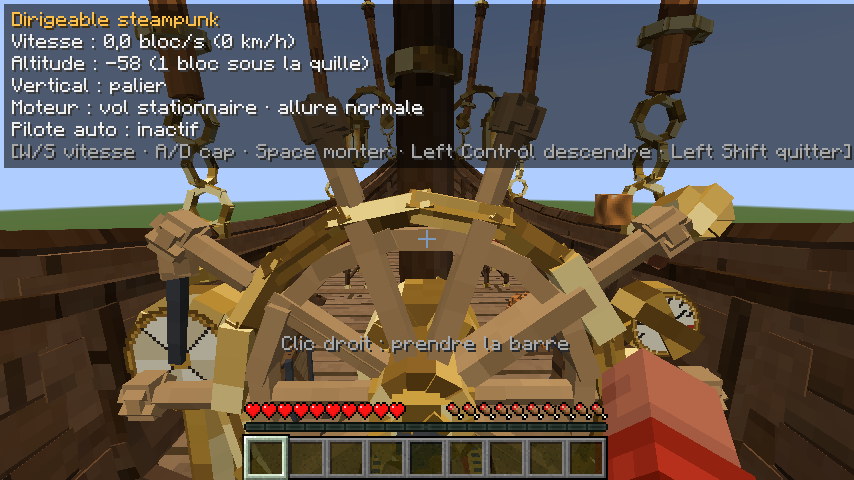 Dirigeable steampunk
Vitesse : 0,0 bloc/s (0 km/h)
Altitude : -58 (1 bloc sous la quille)
Vertical : palier
Moteur : vol stationnaire · allure normale
Pilote auto : inactif
[W/S vitesse · A/D cap · Space monter · Left Control descendre · Left Shift quitter]
Clic droit : prendre la barre